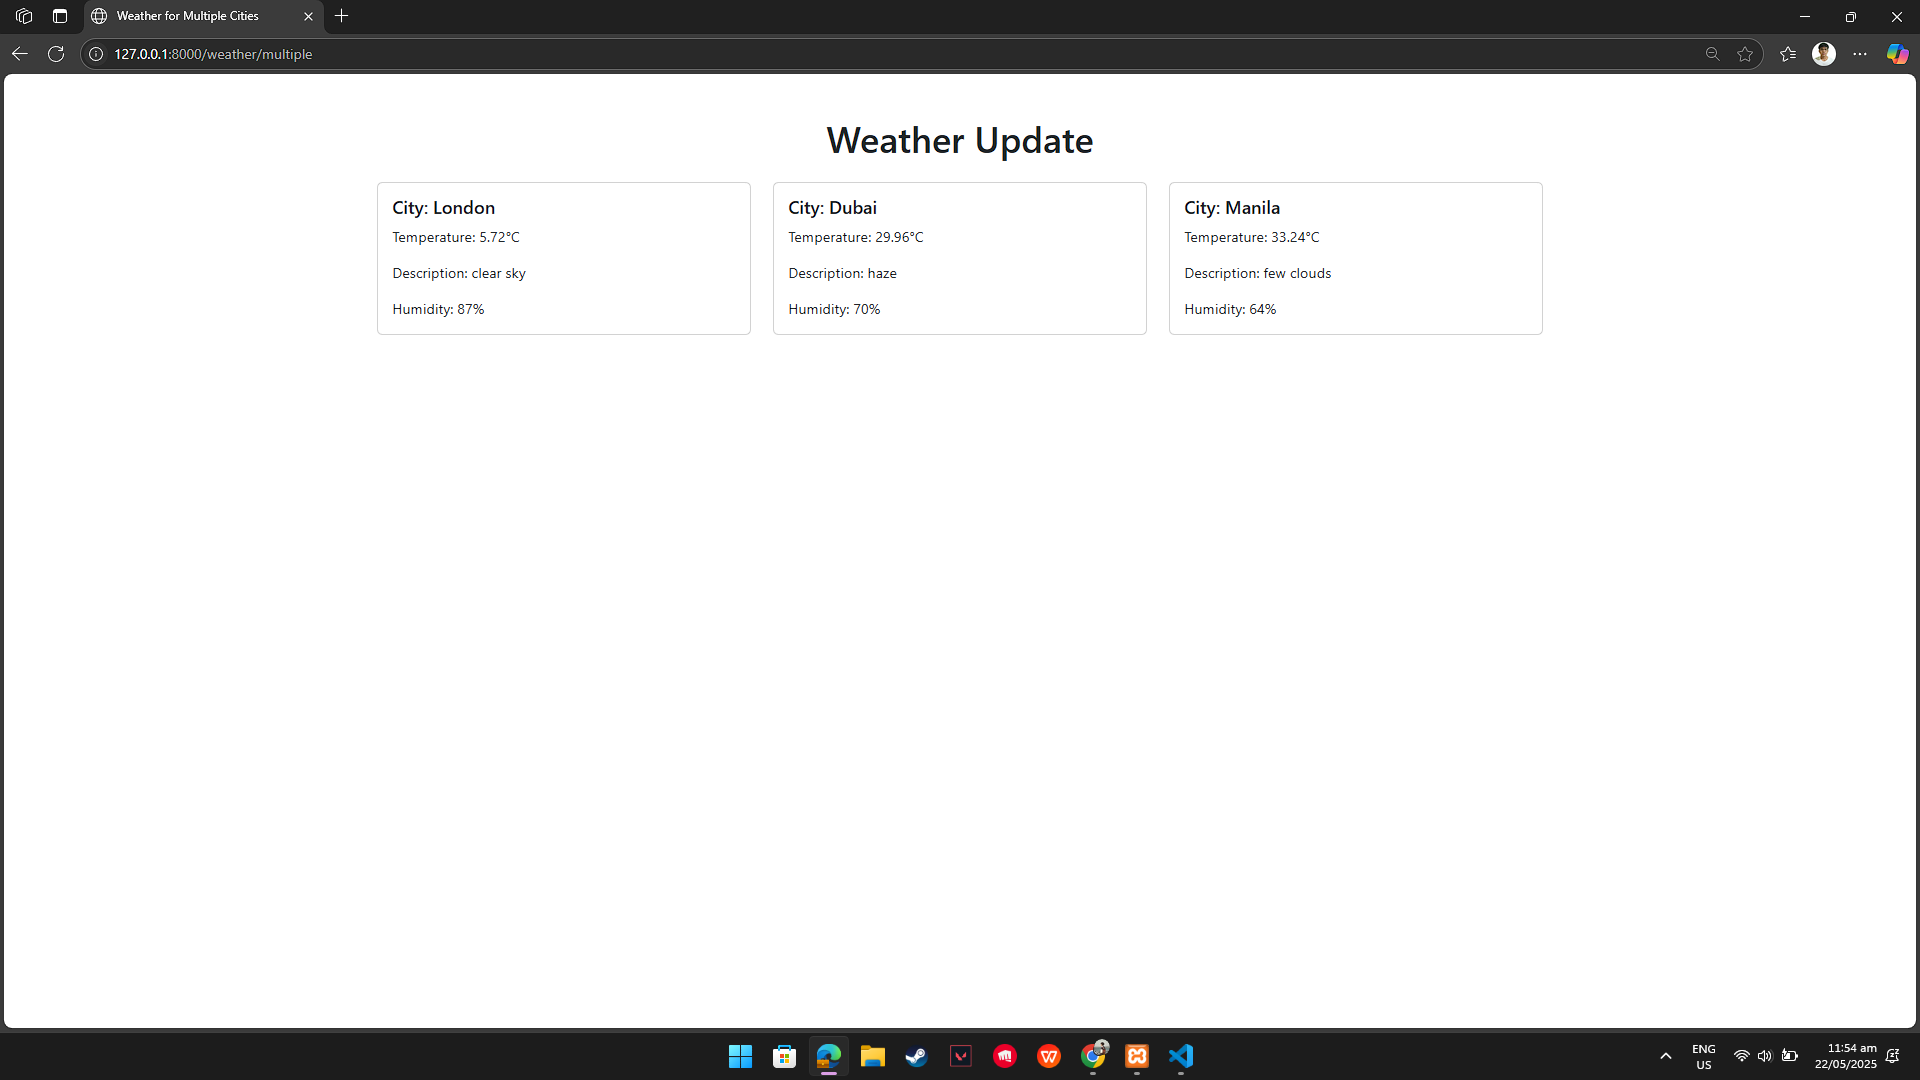 Weather for Multiple Cities
127.0.0.1:8000/weather/multiple
Weather Update
City: London
Temperature: 5.72°C
Description: clear sky
Humidity: 87%
City: Dubai
Temperature: 29.96°C
Description: haze
Humidity: 70%
City: Manila
Temperature: 33.24°C
Description: few clouds
Humidity: 64%
ENG
US
11:54 am
22/05/2025